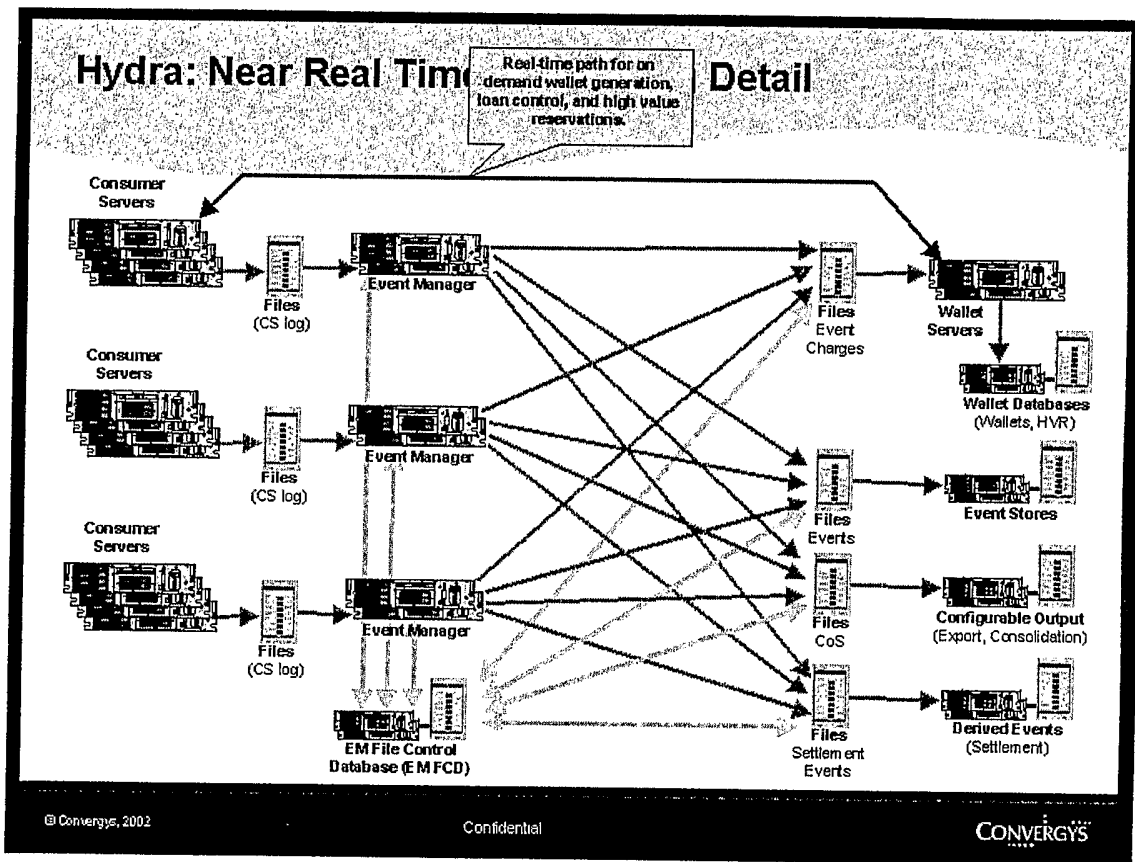 Hydra: Near Real Tim Detail
Real-time path for on
demand wallet generation,
loan control, and high value
reservations.
Consumer
Servers
Files
(CS log)
Event Manager
Files
Event
Charges
Wallet
Servers
Wallet Databases
(Wallets, HVR)
Consumer
Servers
Files
(CS log)
Event Manager
Files
Events
Event Stores
Consumer
Servers
Files
(CS log)
Event Manager
Files
CoS
Configurable Output
(Export, Consolidation)
EM File Control
Database (EM FCD)
Files
Settlement
Events
Derived Events
(Settlement)
© Convergys, 2002
Confidential
CONVERGYS